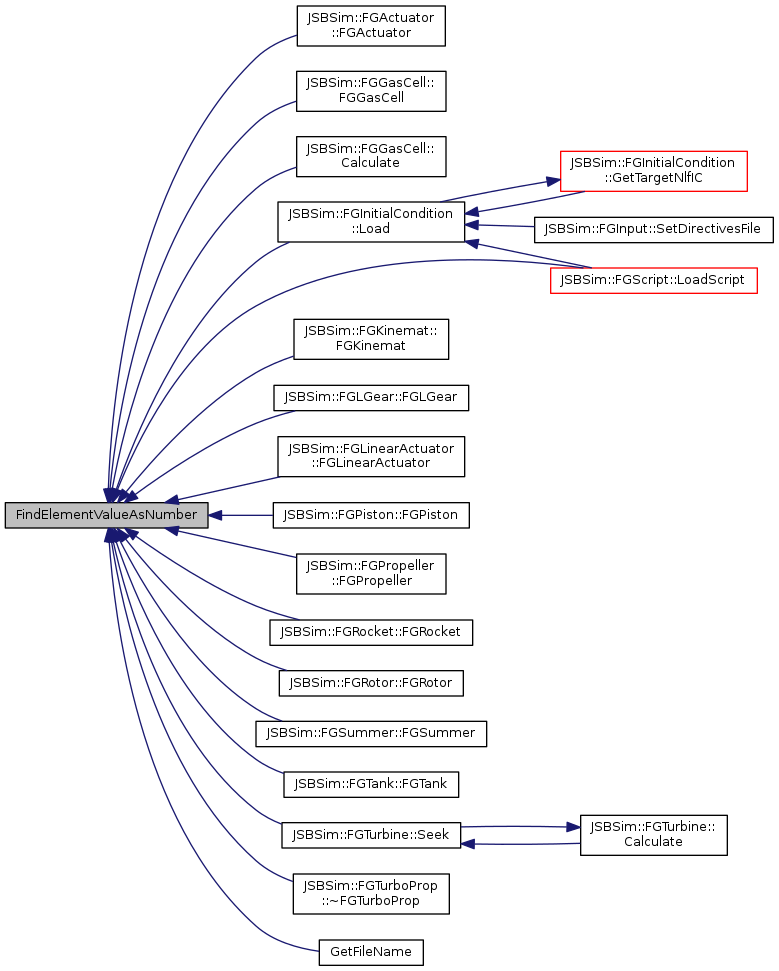 JSBSim::FGActuator
::FGActuator
JSBSim::FGGasCell::
FGGasCell
JSBSim::FGGasCell::
Calculate
JSBSim::FGInitialCondition
::GetTargetNlfIC
JSBSim::FGInitialCondition
::Load
JSBSim::FGInput::SetDirectivesFile
JSBSim::FGScript::LoadScript
JSBSim::FGKinemat::
FGKinemat
JSBSim::FGLGear::FGLGear
JSBSim::FGLinearActuator
::FGLinearActuator
FindElementValueAsNumber
JSBSim::FGPiston::FGPiston
JSBSim::FGPropeller
::FGPropeller
JSBSim::FGRocket::FGRocket
JSBSim::FGRotor::FGRotor
JSBSim::FGSummer::FGSummer
JSBSim::FGTank::FGTank
JSBSim::FGTurbine::Seek
JSBSim::FGTurbine::
Calculate
JSBSim::FGTurboProp
::~FGTurboProp
GetFileName